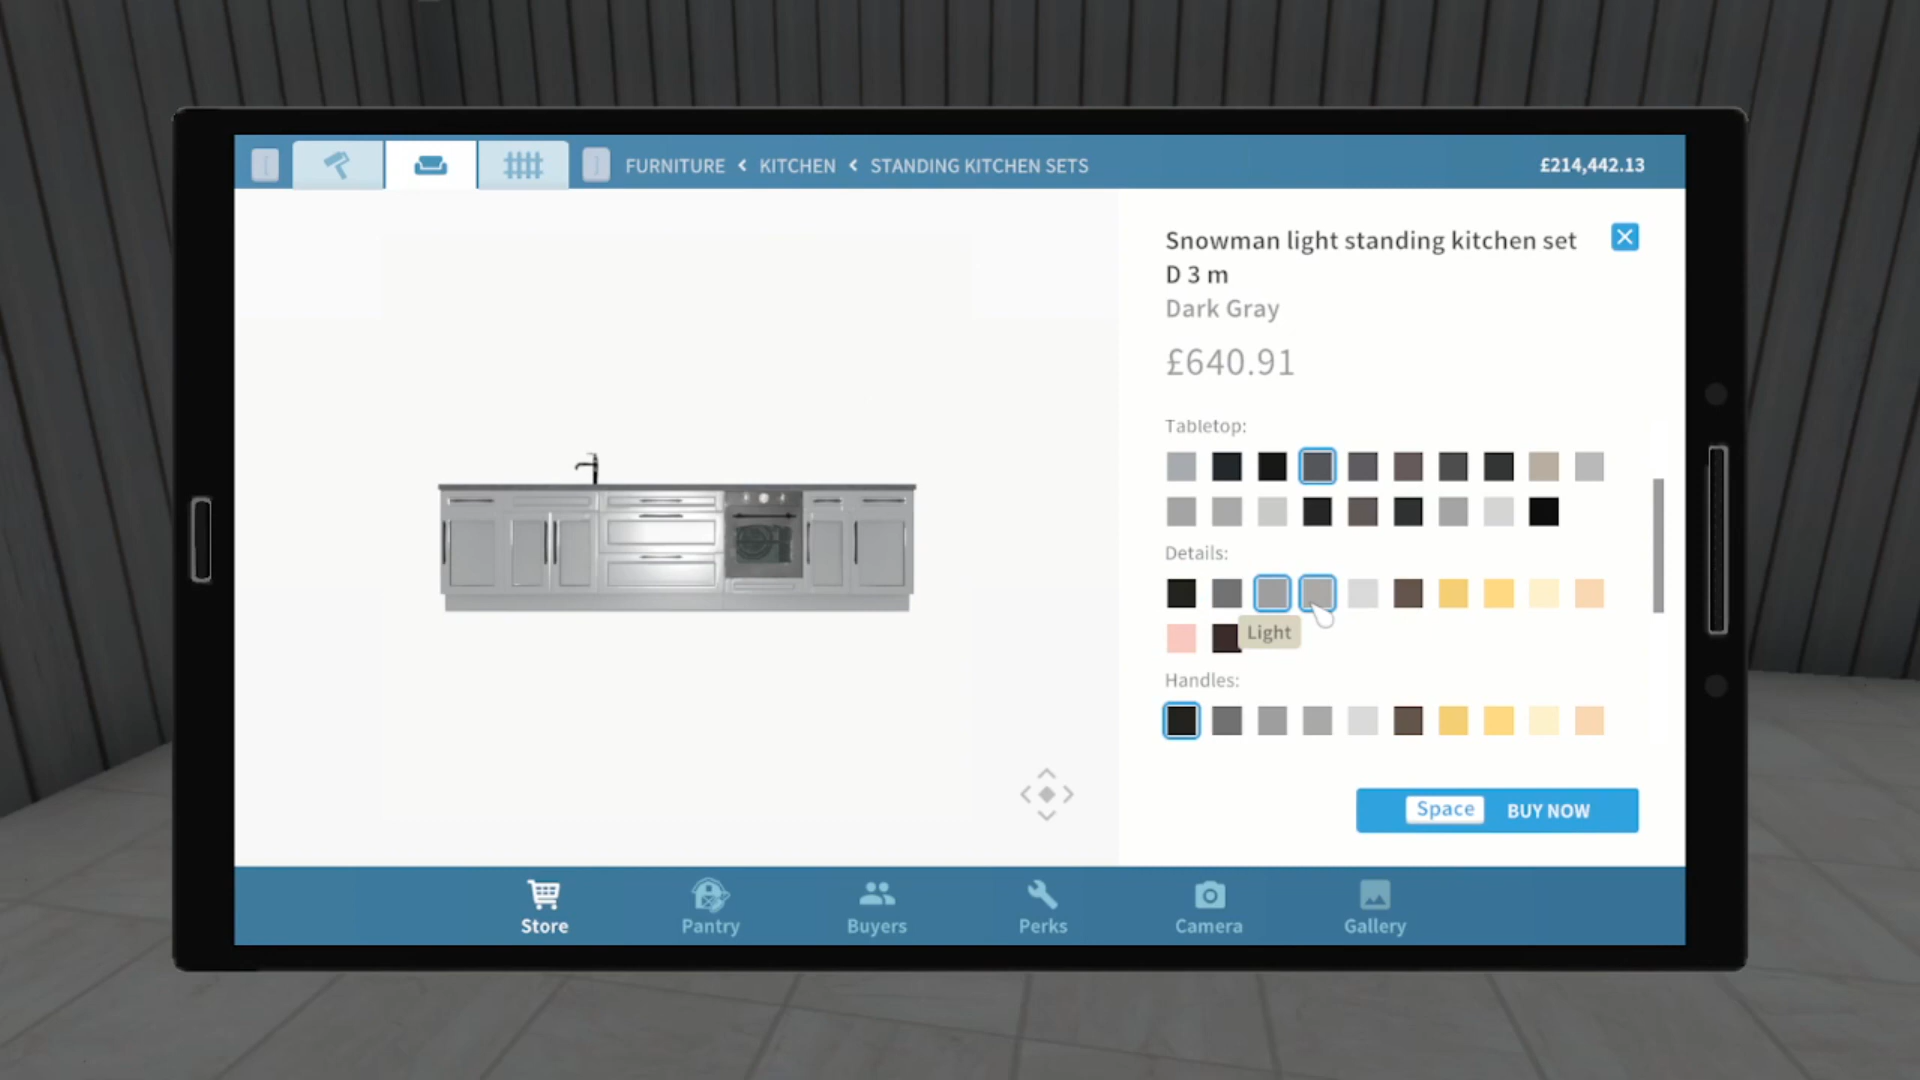 FURNITURE < KITCHEN < STANDING KITCHEN SETS
£214,442.13
Snowman light standing kitchen set
D 3 m
Dark Gray
£640.91
Tabletop:
Details:
Light
Handles:
Space BUY NOW
Store Pantry Buyers Perks Camera Gallery